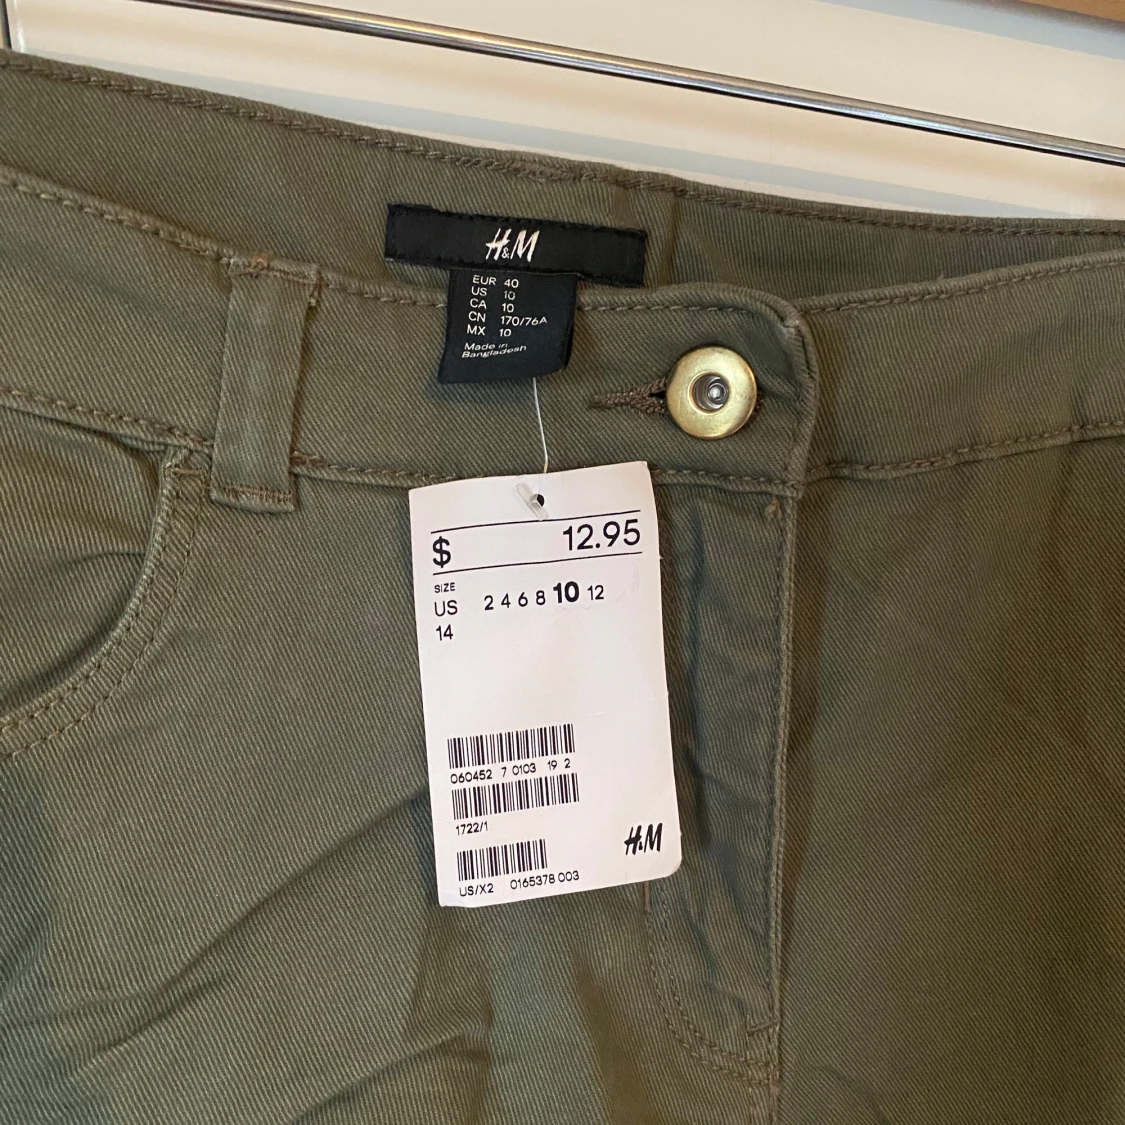 H&M
EUR 40
US 10
CA 10
CN 170/76A
MX 10
Made in
Bangladesh
$ 12.95
SIZE
US 2 4 6 8 10 12
14
060452 7 0103 19 2
1722/1
H&M
US/X2 0165378 003